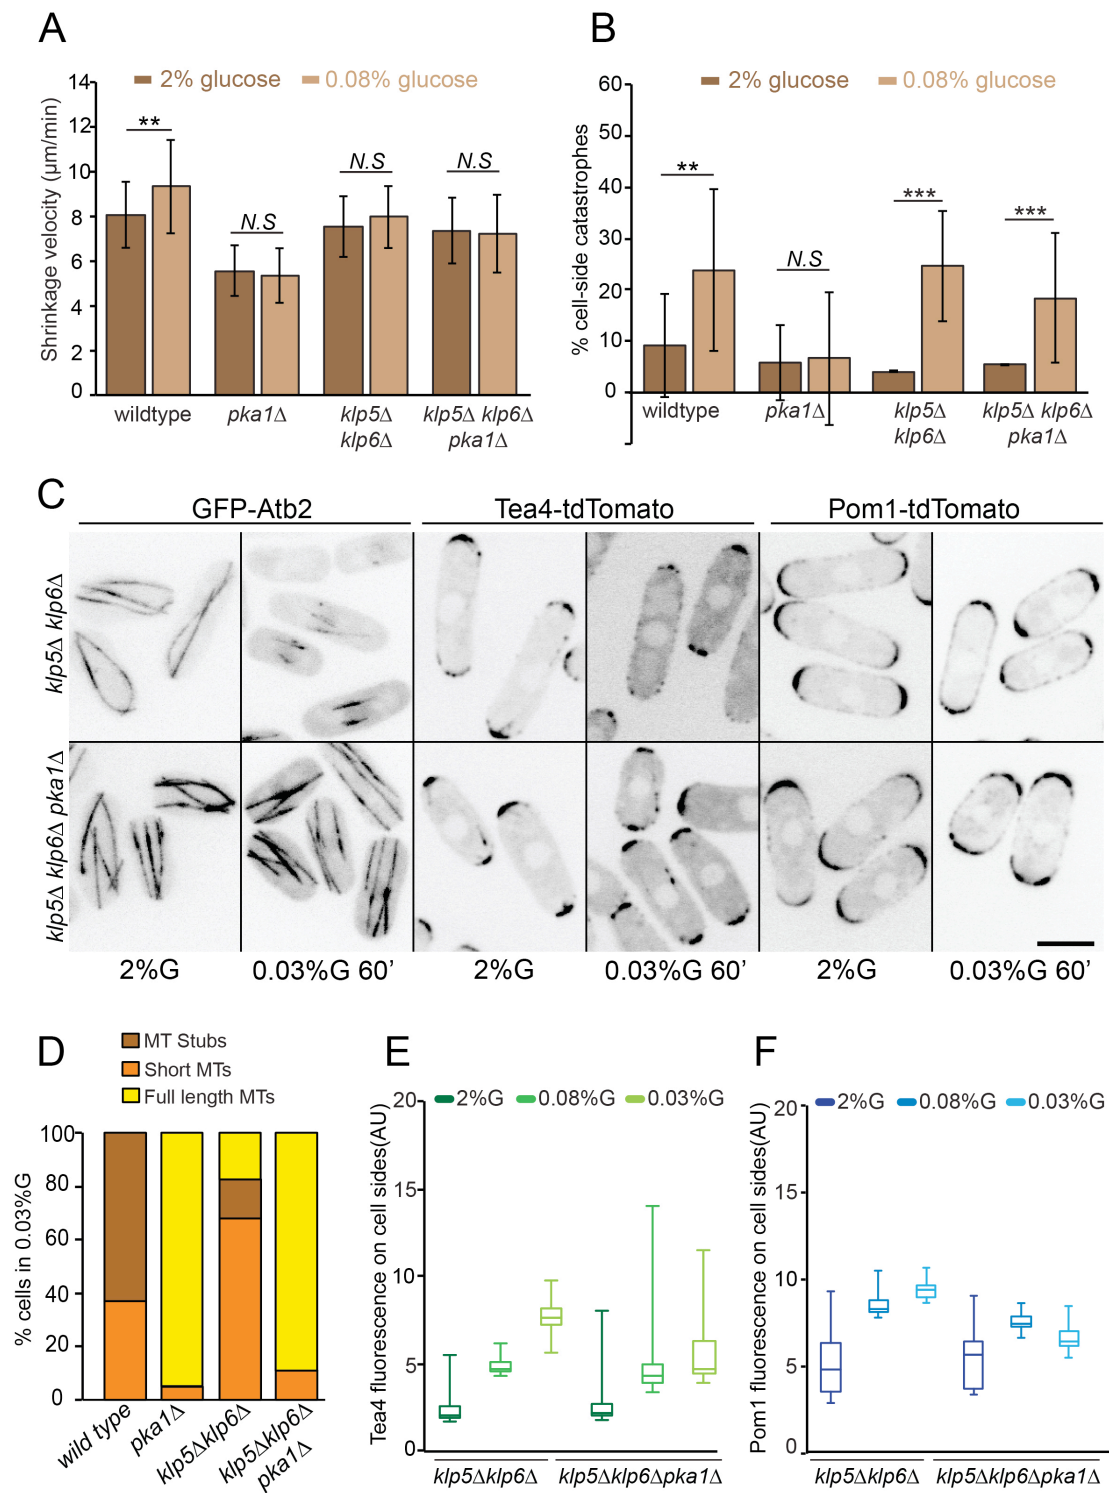 A
2% glucose
0.08% glucose
Shrinkage velocity (μm/min)
14
12
10
8
6
4
2
0
**
N.S
N.S
N.S
wildtype
pka1Δ
klp5Δ
klp6Δ
klp5Δ klp6Δ
pka1Δ
B
2% glucose
0.08% glucose
% cell-side catastrophes
60
50
40
30
20
10
0
**
N.S
***
***
wildtype
pka1Δ
klp5Δ
klp6Δ
klp5Δ klp6Δ
pka1Δ
C
GFP-Atb2
Tea4-tdTomato
Pom1-tdTomato
klp5Δ klp6Δ
klp5Δ klp6Δ pka1Δ
2%G
0.03%G 60’
2%G
0.03%G 60’
2%G
0.03%G 60’
D
MT Stubs
Short MTs
Full length MTs
% cells in 0.03%G
100
80
60
40
20
0
wild type
pka1Δ
klp5Δklp6Δ
klp5Δklp6Δ
pka1Δ
E
2%G
0.08%G
0.03%G
Tea4 fluorescence on cell sides(AU)
20
15
10
5
0
klp5Δklp6Δ
klp5Δklp6Δpka1Δ
F
2%G
0.08%G
0.03%G
Pom1 fluorescence on cell sides(AU)
20
15
10
5
0
klp5Δklp6Δ
klp5Δklp6Δpka1Δ